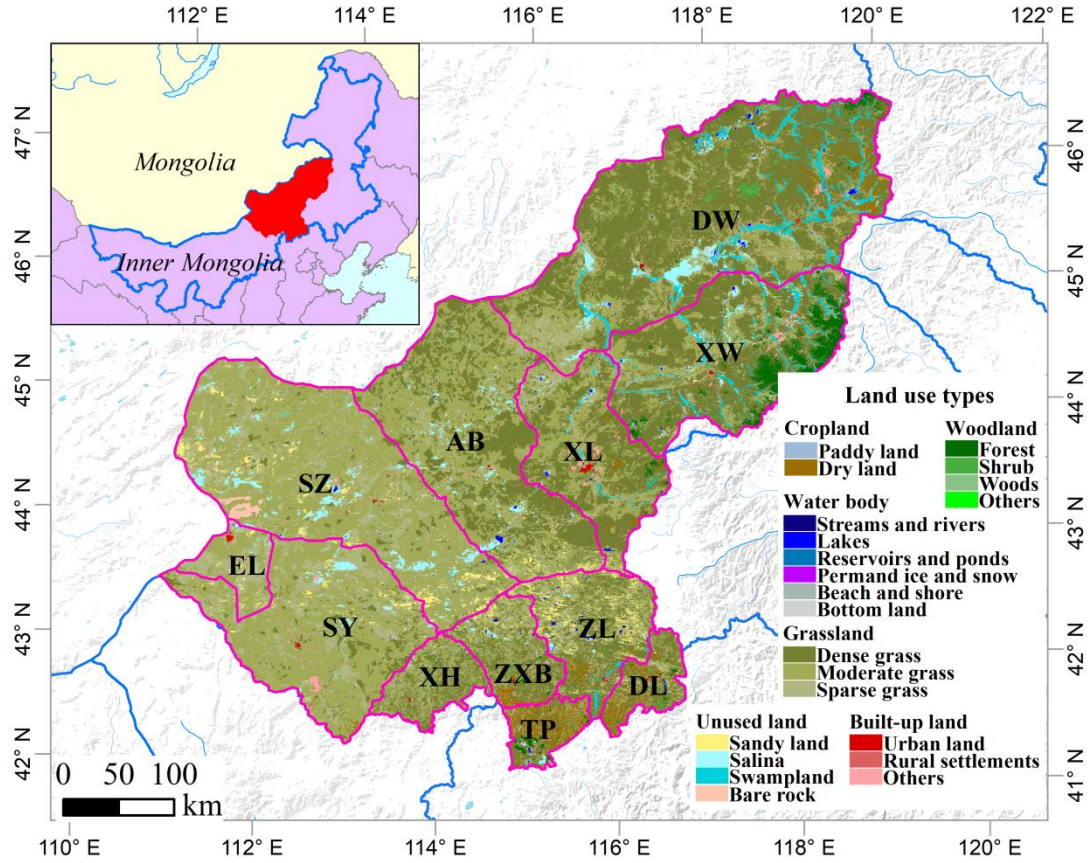 112° E 114° E 116° E 118° E 120° E 122° E
47° N
46° N
46° N
45° N
45° N
44° N
44° N
43° N
43° N
42° N
42° N
41° N
Mongolia
Inner Mongolia
DW
XW
AB
XL
SZ
EL
SY
ZL
XH
ZXB
DL
TP
Land use types
Cropland
Paddy land
Dry land
Woodland
Forest
Shrub
Woods
Others
Water body
Streams and rivers
Lakes
Reservoirs and ponds
Permand ice and snow
Beach and shore
Bottom land
Grassland
Dense grass
Moderate grass
Sparse grass
Unused land
Sandy land
Salina
Swampland
Bare rock
Built-up land
Urban land
Rural settlements
Others
0 50 100
km
110° E 112° E 114° E 116° E 118° E 120° E